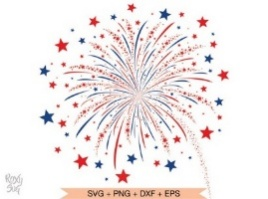 SVG + PNG + DXF + EPS